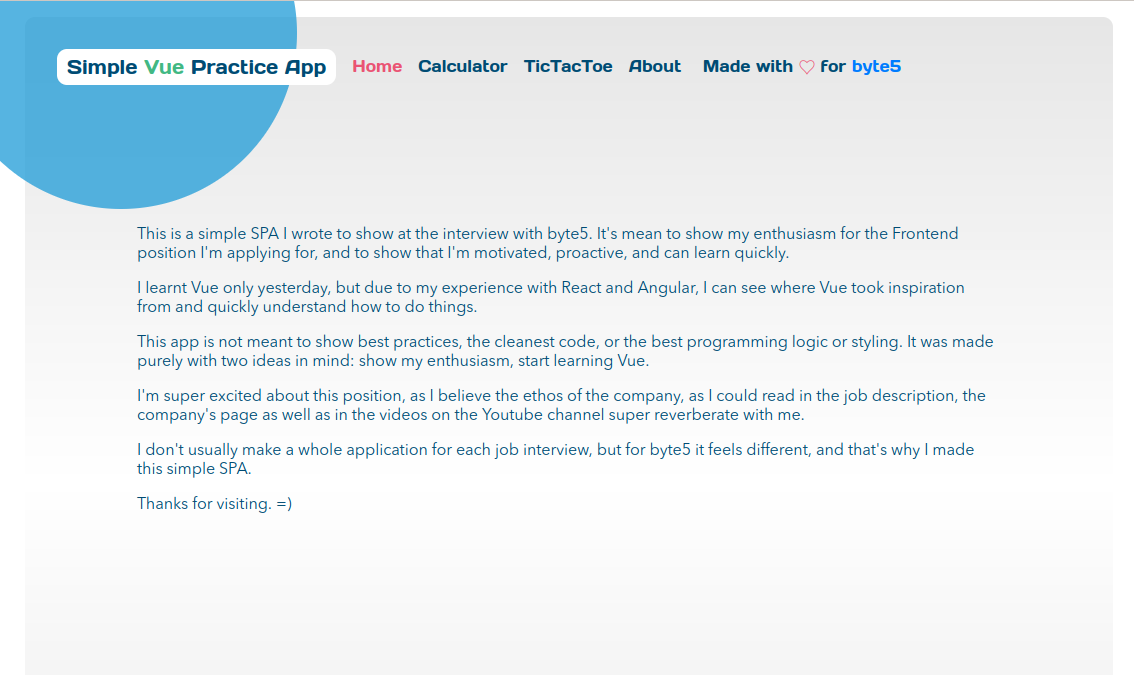 Simple Vue Practice App Home Calculator TicTacToe About Made with ♡ for byte5
This is a simple SPA I wrote to show at the interview with byte5. It's mean to show my enthusiasm for the Frontend
position I'm applying for, and to show that I'm motivated, proactive, and can learn quickly.
I learnt Vue only yesterday, but due to my experience with React and Angular, I can see where Vue took inspiration
from and quickly understand how to do things.
This app is not meant to show best practices, the cleanest code, or the best programming logic or styling. It was made
purely with two ideas in mind: show my enthusiasm, start learning Vue.
I'm super excited about this position, as I believe the ethos of the company, as I could read in the job description, the
company's page as well as in the videos on the Youtube channel super reverberate with me.
I don't usually make a whole application for each job interview, but for byte5 it feels different, and that's why I made
this simple SPA.
Thanks for visiting. =)